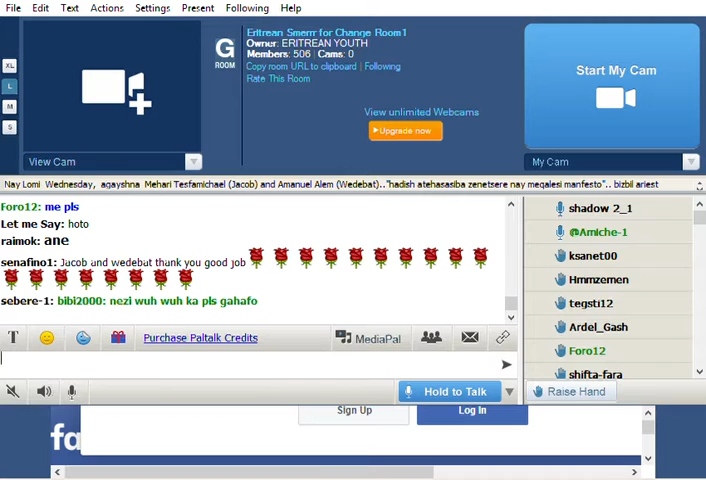 File Edit Text Actions Settings Present Following Help
Eritrean Smerrr for Change Room1
Owner: ERITREAN YOUTH
Members: 506 | Cams: 0
Copy room URL to clipboard | Following
Rate This Room
G
ROOM
XL
L
M
S
View unlimited Webcams
Upgrade now
Start My Cam
View Cam
My Cam
Nay Lomi Wednesday, agayshna Mehari Tesfamichael (Jacob) and Amanuel Alem (Wedebat).."hadish atehasasiba zenetsere nay meqalesi manfesto".. bizbil ariest
Foro12: me pls
Let me Say: hoto
raimok: ane
senafino1: Jacob and wedebat thank you good job
sebere-1: bibi2000: nezi wuh wuh ka pls gahafo
shadow 2_1
@Amiche-1
ksanet00
Hmmzemen
tegsti12
Ardel_Gash
Foro12
shifta-fara
T
Purchase Paltalk Credits
MediaPal
Hold to Talk
Raise Hand
Sign Up
Log In
fa